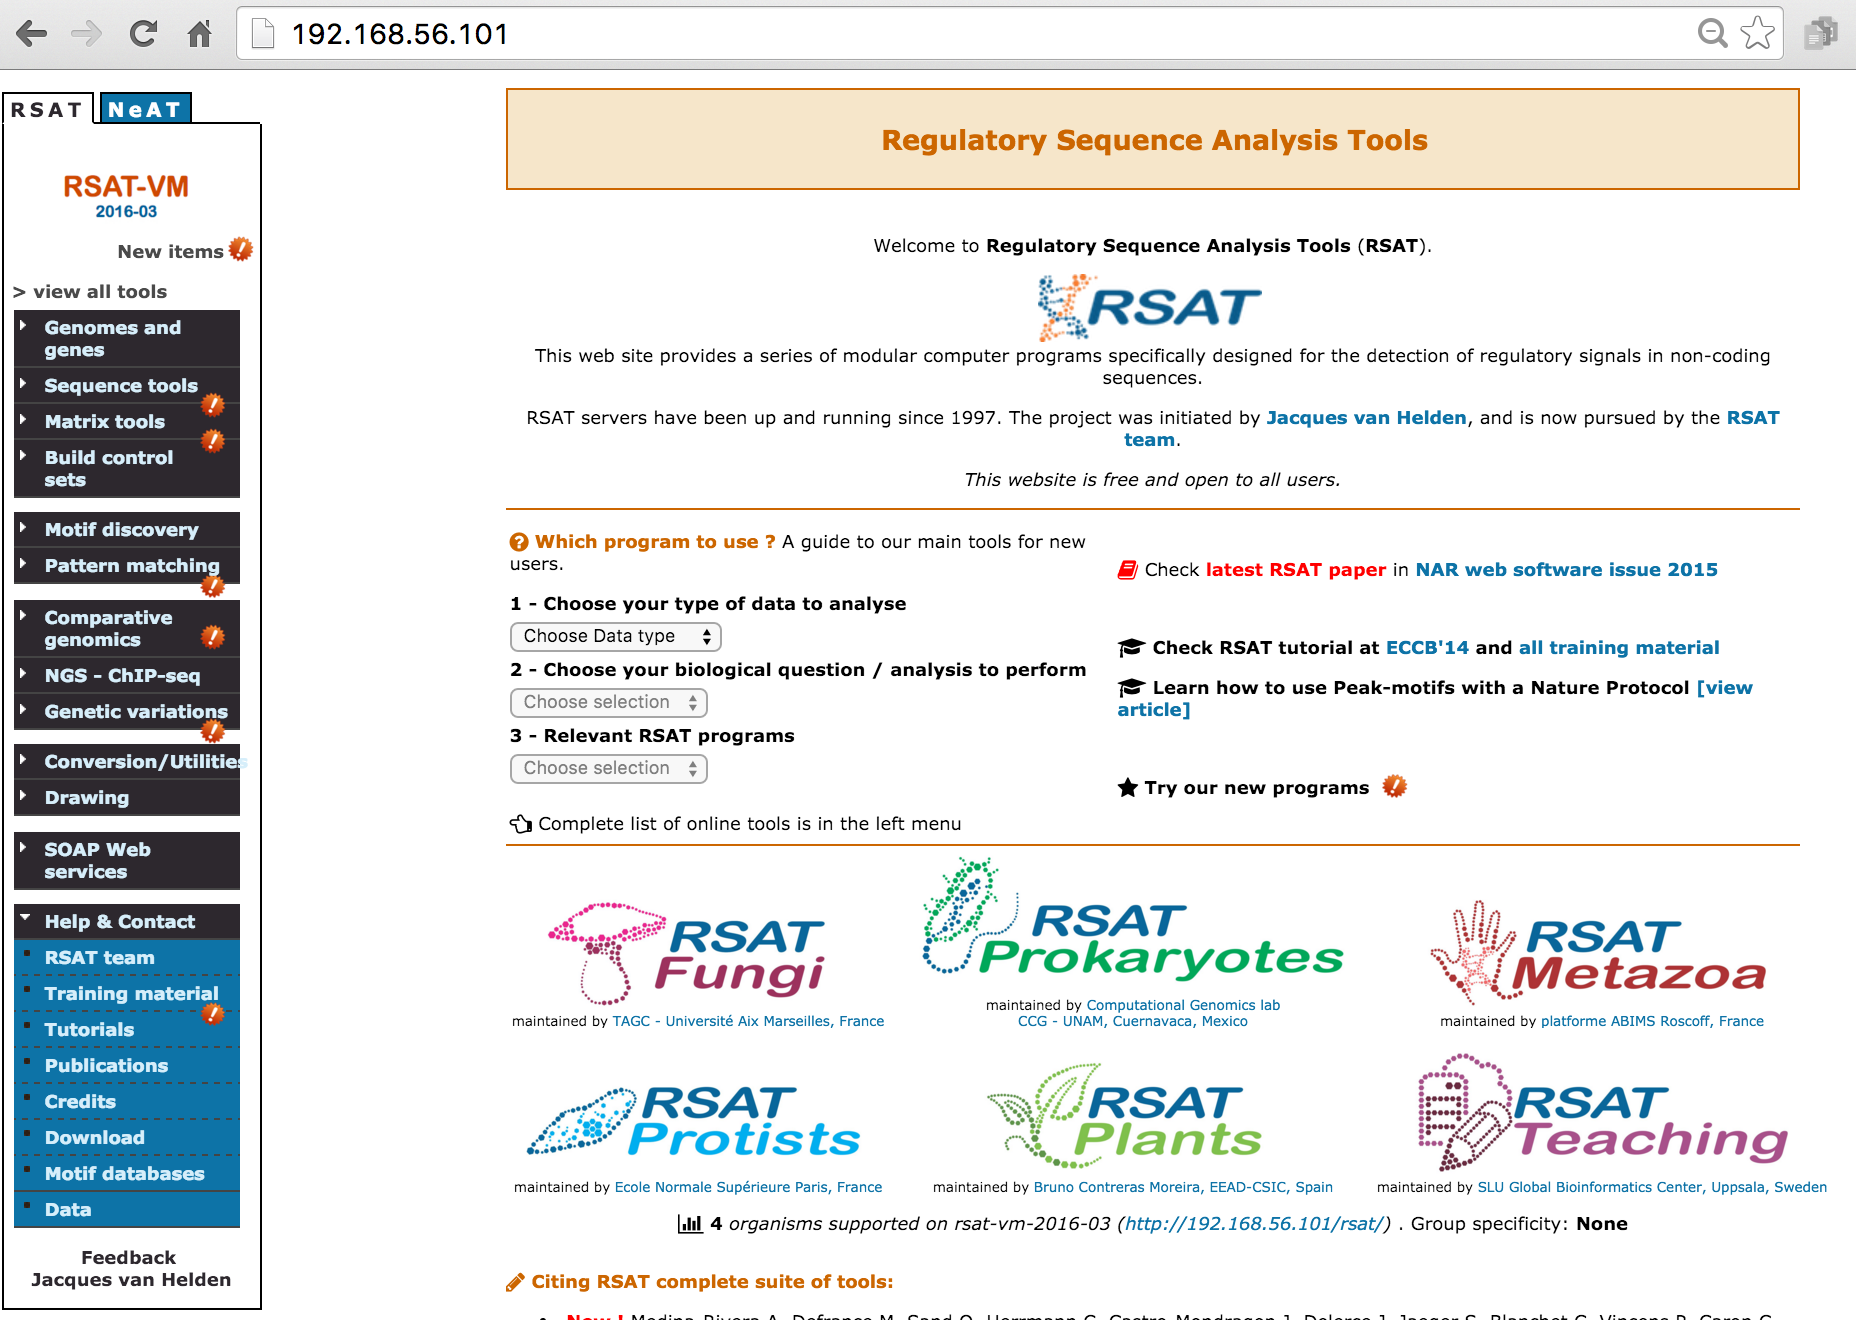 192.168.56.101
RSAT
NeAT
RSAT-VM
2016-03
New items
> view all tools
Genomes and
genes
Sequence tools
Matrix tools
Build control
sets
Motif discovery
Pattern matching
Comparative
genomics
NGS - ChIP-seq
Genetic variations
Conversion/Utilities
Drawing
SOAP Web
services
Help & Contact
RSAT team
Training material
Tutorials
Publications
Credits
Download
Motif databases
Data
Feedback
Jacques van Helden
Regulatory Sequence Analysis Tools
Welcome to Regulatory Sequence Analysis Tools (RSAT).
RSAT
This web site provides a series of modular computer programs specifically designed for the detection of regulatory signals in non-coding
sequences.
RSAT servers have been up and running since 1997. The project was initiated by Jacques van Helden, and is now pursued by the RSAT
team.
This website is free and open to all users.
Which program to use ? A guide to our main tools for new
users.
1 - Choose your type of data to analyse
Choose Data type
2 - Choose your biological question / analysis to perform
Choose selection
3 - Relevant RSAT programs
Choose selection
Complete list of online tools is in the left menu
Check latest RSAT paper in NAR web software issue 2015
Check RSAT tutorial at ECCB'14 and all training material
Learn how to use Peak-motifs with a Nature Protocol [view
article]
Try our new programs
RSAT
Fungi
maintained by TAGC - Université Aix Marseilles, France
RSAT
Prokaryotes
maintained by Computational Genomics lab
CCG - UNAM, Cuernavaca, Mexico
RSAT
Metazoa
maintained by platforme ABIMS Roscoff, France
RSAT
Protists
maintained by Ecole Normale Supérieure Paris, France
RSAT
Plants
maintained by Bruno Contreras Moreira, EEAD-CSIC, Spain
RSAT
Teaching
maintained by SLU Global Bioinformatics Center, Uppsala, Sweden
4 organisms supported on rsat-vm-2016-03 (http://192.168.56.101/rsat/) . Group specificity: None
Citing RSAT complete suite of tools:
New ! Medina-Rivera A, Defrance M, Sand O, Herrmann C, Castro-Mondragon J, Delerce J, Jaeger S, Blanchet C, Vincens P, Caron C,